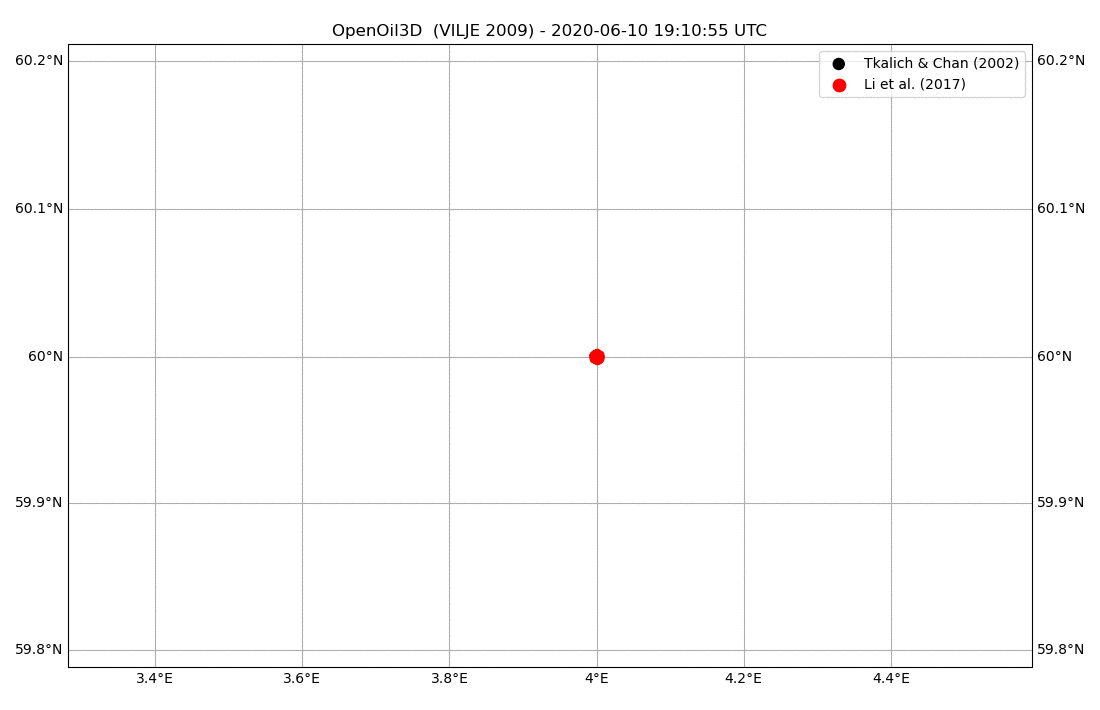 OpenOil3D  (VILJE 2009) - 2020-06-10 19:10:55 UTC
Tkalich & Chan (2002)
Li et al. (2017)
60.2°N 60.2°N
60.1°N 60.1°N
60°N 60°N
59.9°N 59.9°N
59.8°N 59.8°N
3.4°E 3.6°E 3.8°E 4°E 4.2°E 4.4°E